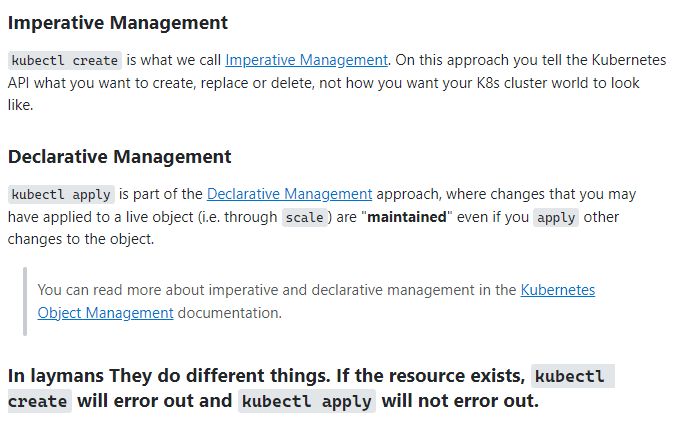 Imperative Management
kubectl create is what we call Imperative Management. On this approach you tell the Kubernetes
API what you want to create, replace or delete, not how you want your K8s cluster world to look
like.
Declarative Management
kubectl apply is part of the Declarative Management approach, where changes that you may
have applied to a live object (i.e. through scale) are "maintained" even if you apply other
changes to the object.
You can read more about imperative and declarative management in the Kubernetes
Object Management documentation.
In laymans They do different things. If the resource exists, kubectl
create will error out and kubectl apply will not error out.